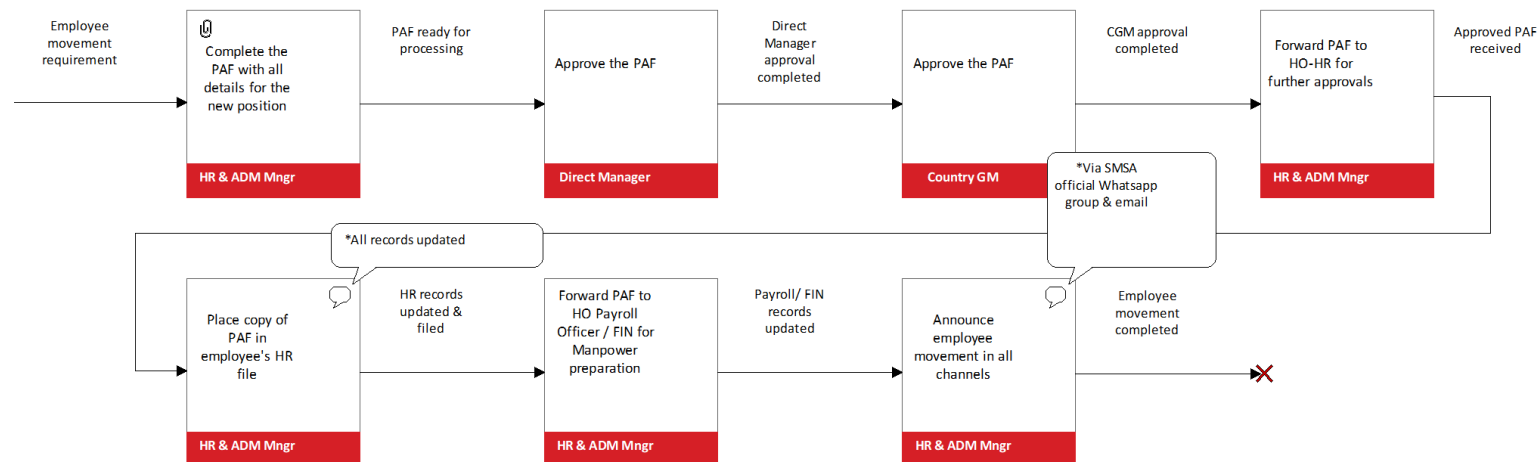 Employee
movement
requirement
Complete the
PAF with all
details for the
new position
HR & ADM Mngr
PAF ready for
processing
Approve the PAF
Direct Manager
Direct
Manager
approval
completed
Approve the PAF
Country GM
CGM approval
completed
Forward PAF to
HO-HR for
further approvals
HR & ADM Mngr
Approved PAF
received
*All records updated
Place copy of
PAF in
employee's HR
file
HR & ADM Mngr
HR records
updated &
filed
Forward PAF to
HO Payroll
Officer / FIN for
Manpower
preparation
HR & ADM Mngr
Payroll/ FIN
records
updated
*Via SMSA
official Whatsapp
group & email
Announce
employee
movement in all
channels
HR & ADM Mngr
Employee
movement
completed